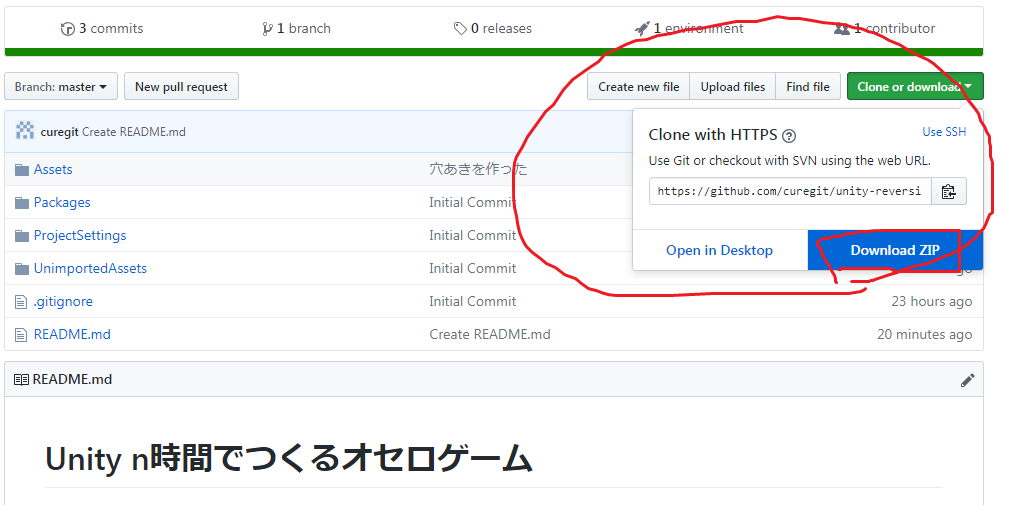 3 commits 1 branch 0 releases 1 environment 1 contributor
Branch: master New pull request Create new file Upload files Find file Clone or download
curegit Create README.md
Clone with HTTPS Use SSH
Use Git or checkout with SVN using the web URL.
https://github.com/curegit/unity-reversi
Open in Desktop Download ZIP
Assets 穴あきを作った
Packages Initial Commit
ProjectSettings Initial Commit
UnimportedAssets Initial Commit ago
.gitignore Initial Commit 23 hours ago
README.md Create README.md 20 minutes ago
README.md
Unity n時間でつくるオセロゲーム